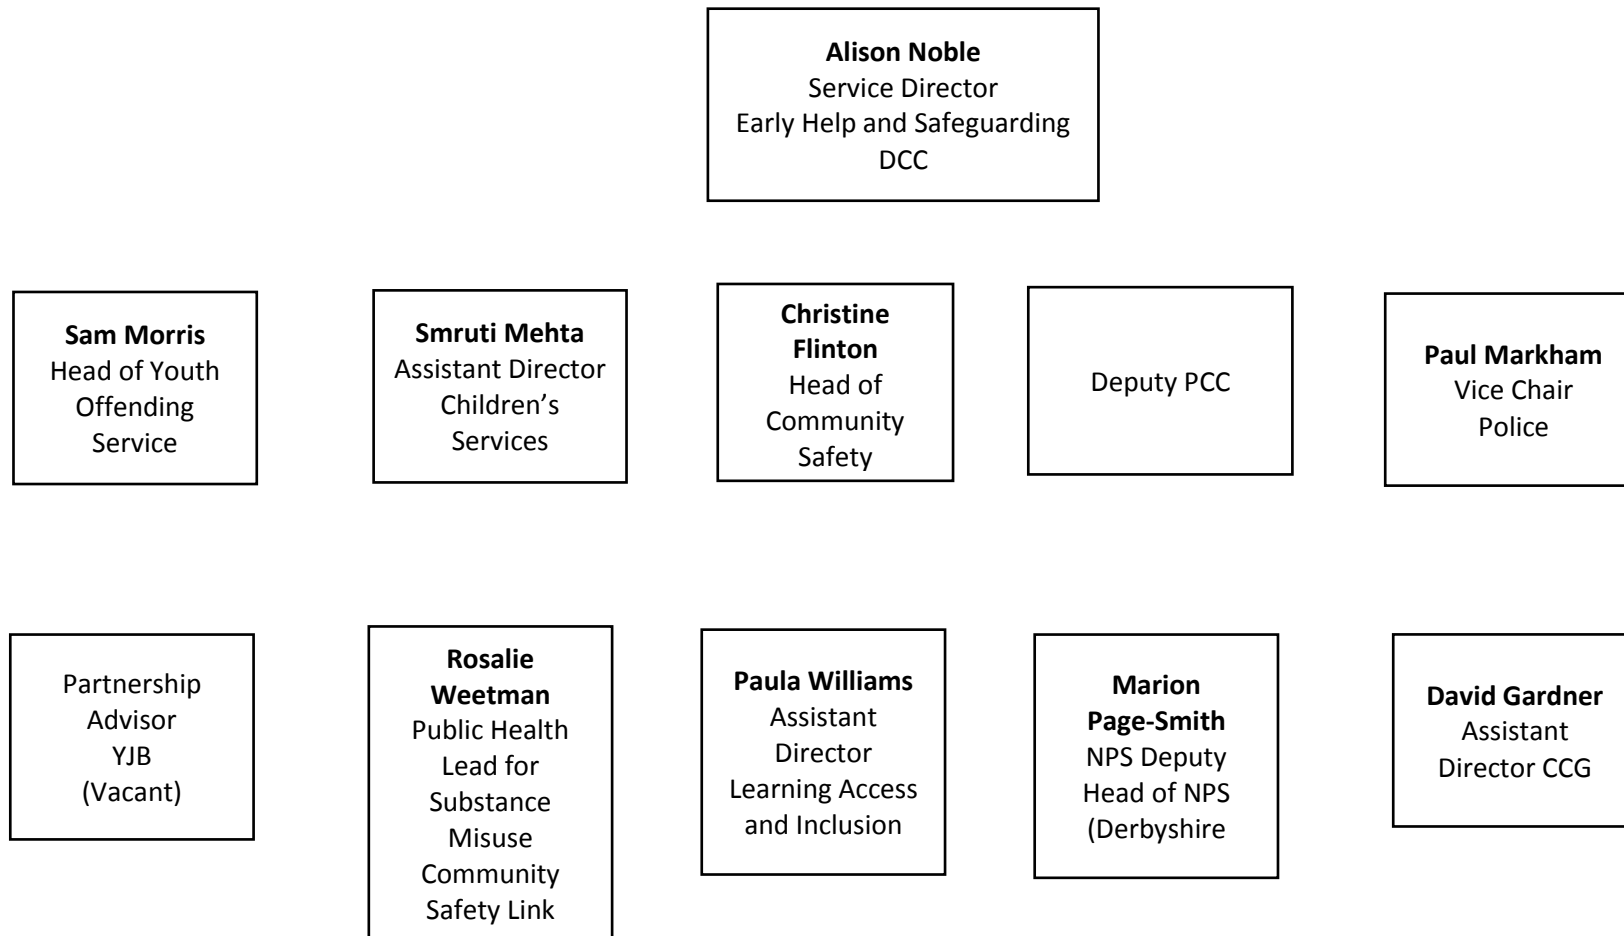 Alison Noble
Service Director
Early Help and Safeguarding
DCC
Sam Morris
Head of Youth
Offending
Service
Smruti Mehta
Assistant Director
Children’s
Services
Christine
Flinton
Head of
Community
Safety
Deputy PCC
Paul Markham
Vice Chair
Police
Partnership
Advisor
YJB
(Vacant)
Rosalie
Weetman
Public Health
Lead for
Substance
Misuse
Community
Safety Link
Paula Williams
Assistant
Director
Learning Access
and Inclusion
Marion
Page-Smith
NPS Deputy
Head of NPS
(Derbyshire
David Gardner
Assistant
Director CCG